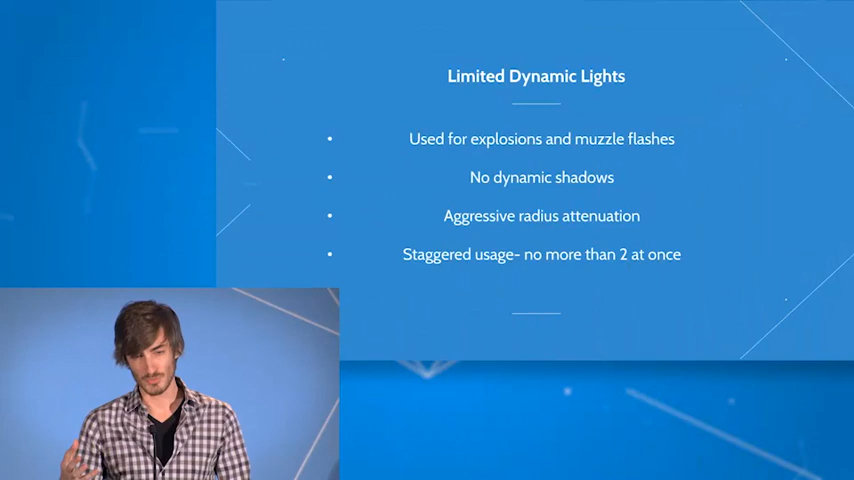 Limited Dynamic Lights
• Used for explosions and muzzle flashes
• No dynamic shadows
• Aggressive radius attenuation
• Staggered usage- no more than 2 at once